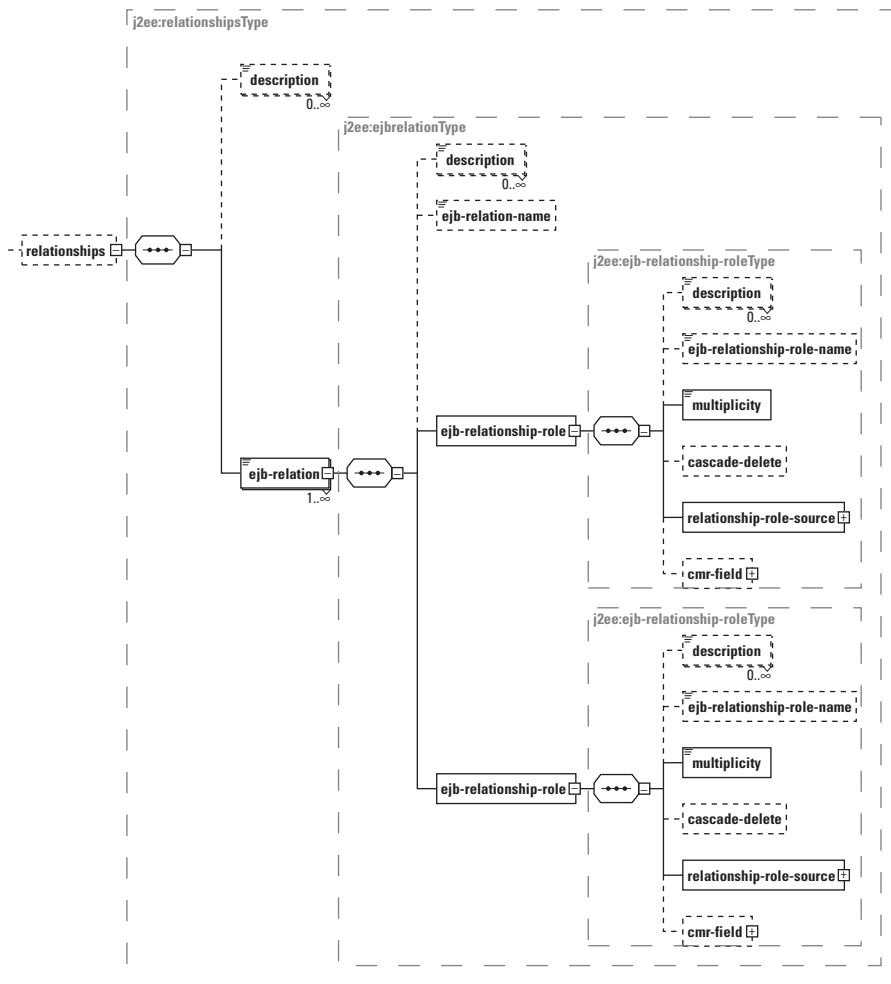 j2ee:relationshipsType
description
0..∞
j2ee:ejbrelationType
description
0..∞
ejb-relation-name
relationships
j2ee:ejb-relationship-roleType
description
0..∞
ejb-relationship-role-name
multiplicity
ejb-relationship-role
cascade-delete
ejb-relation
1..∞
relationship-role-source
cmr-field
j2ee:ejb-relationship-roleType
description
0..∞
ejb-relationship-role-name
multiplicity
ejb-relationship-role
cascade-delete
relationship-role-source
cmr-field